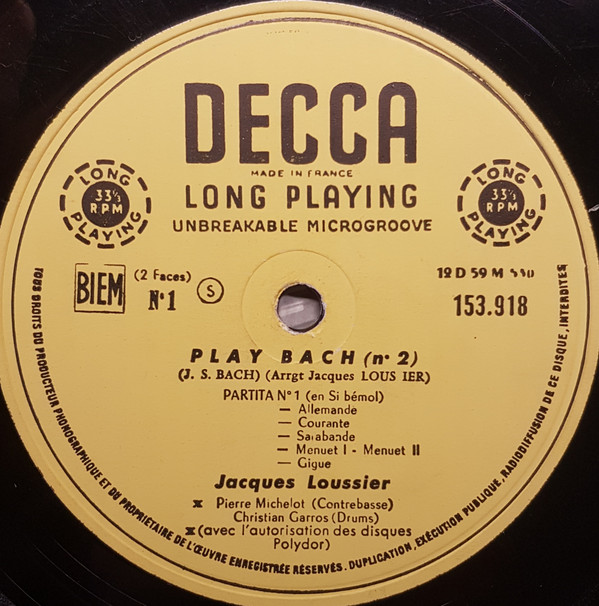 DECCA
MADE IN FRANCE
LONG PLAYING
UNBREAKABLE MICROGROOVE
LONG PLAYING
33⅓
RPM
LONG PLAYING
33⅓
RPM
BIEM
(2 Faces)
N°1
S
12 D 59 M
153.918
PLAY BACH (n° 2)
(J. S. BACH) (Arrgt Jacques LOUS IER)
PARTITA N° 1 (en Si bémol)
— Allemande
— Courante
— Sarabande
— Menuet I - Menuet II
— Gigue
Jacques Loussier
x Pierre Michelot (Contrebasse)
Christian Garros (Drums)
x (avec l'autorisation des disques
Polydor)
TOUS DROITS DU PRODUCTEUR PHONOGRAPHIQUE ET DU PROPRIETAIRE DE L'ŒUVRE ENREGISTRÉE RÉSERVÉS. DUPLICATION, EXÉCUTION PUBLIQUE, RADIODIFFUSION DE CE DISQUE, INTERDITES